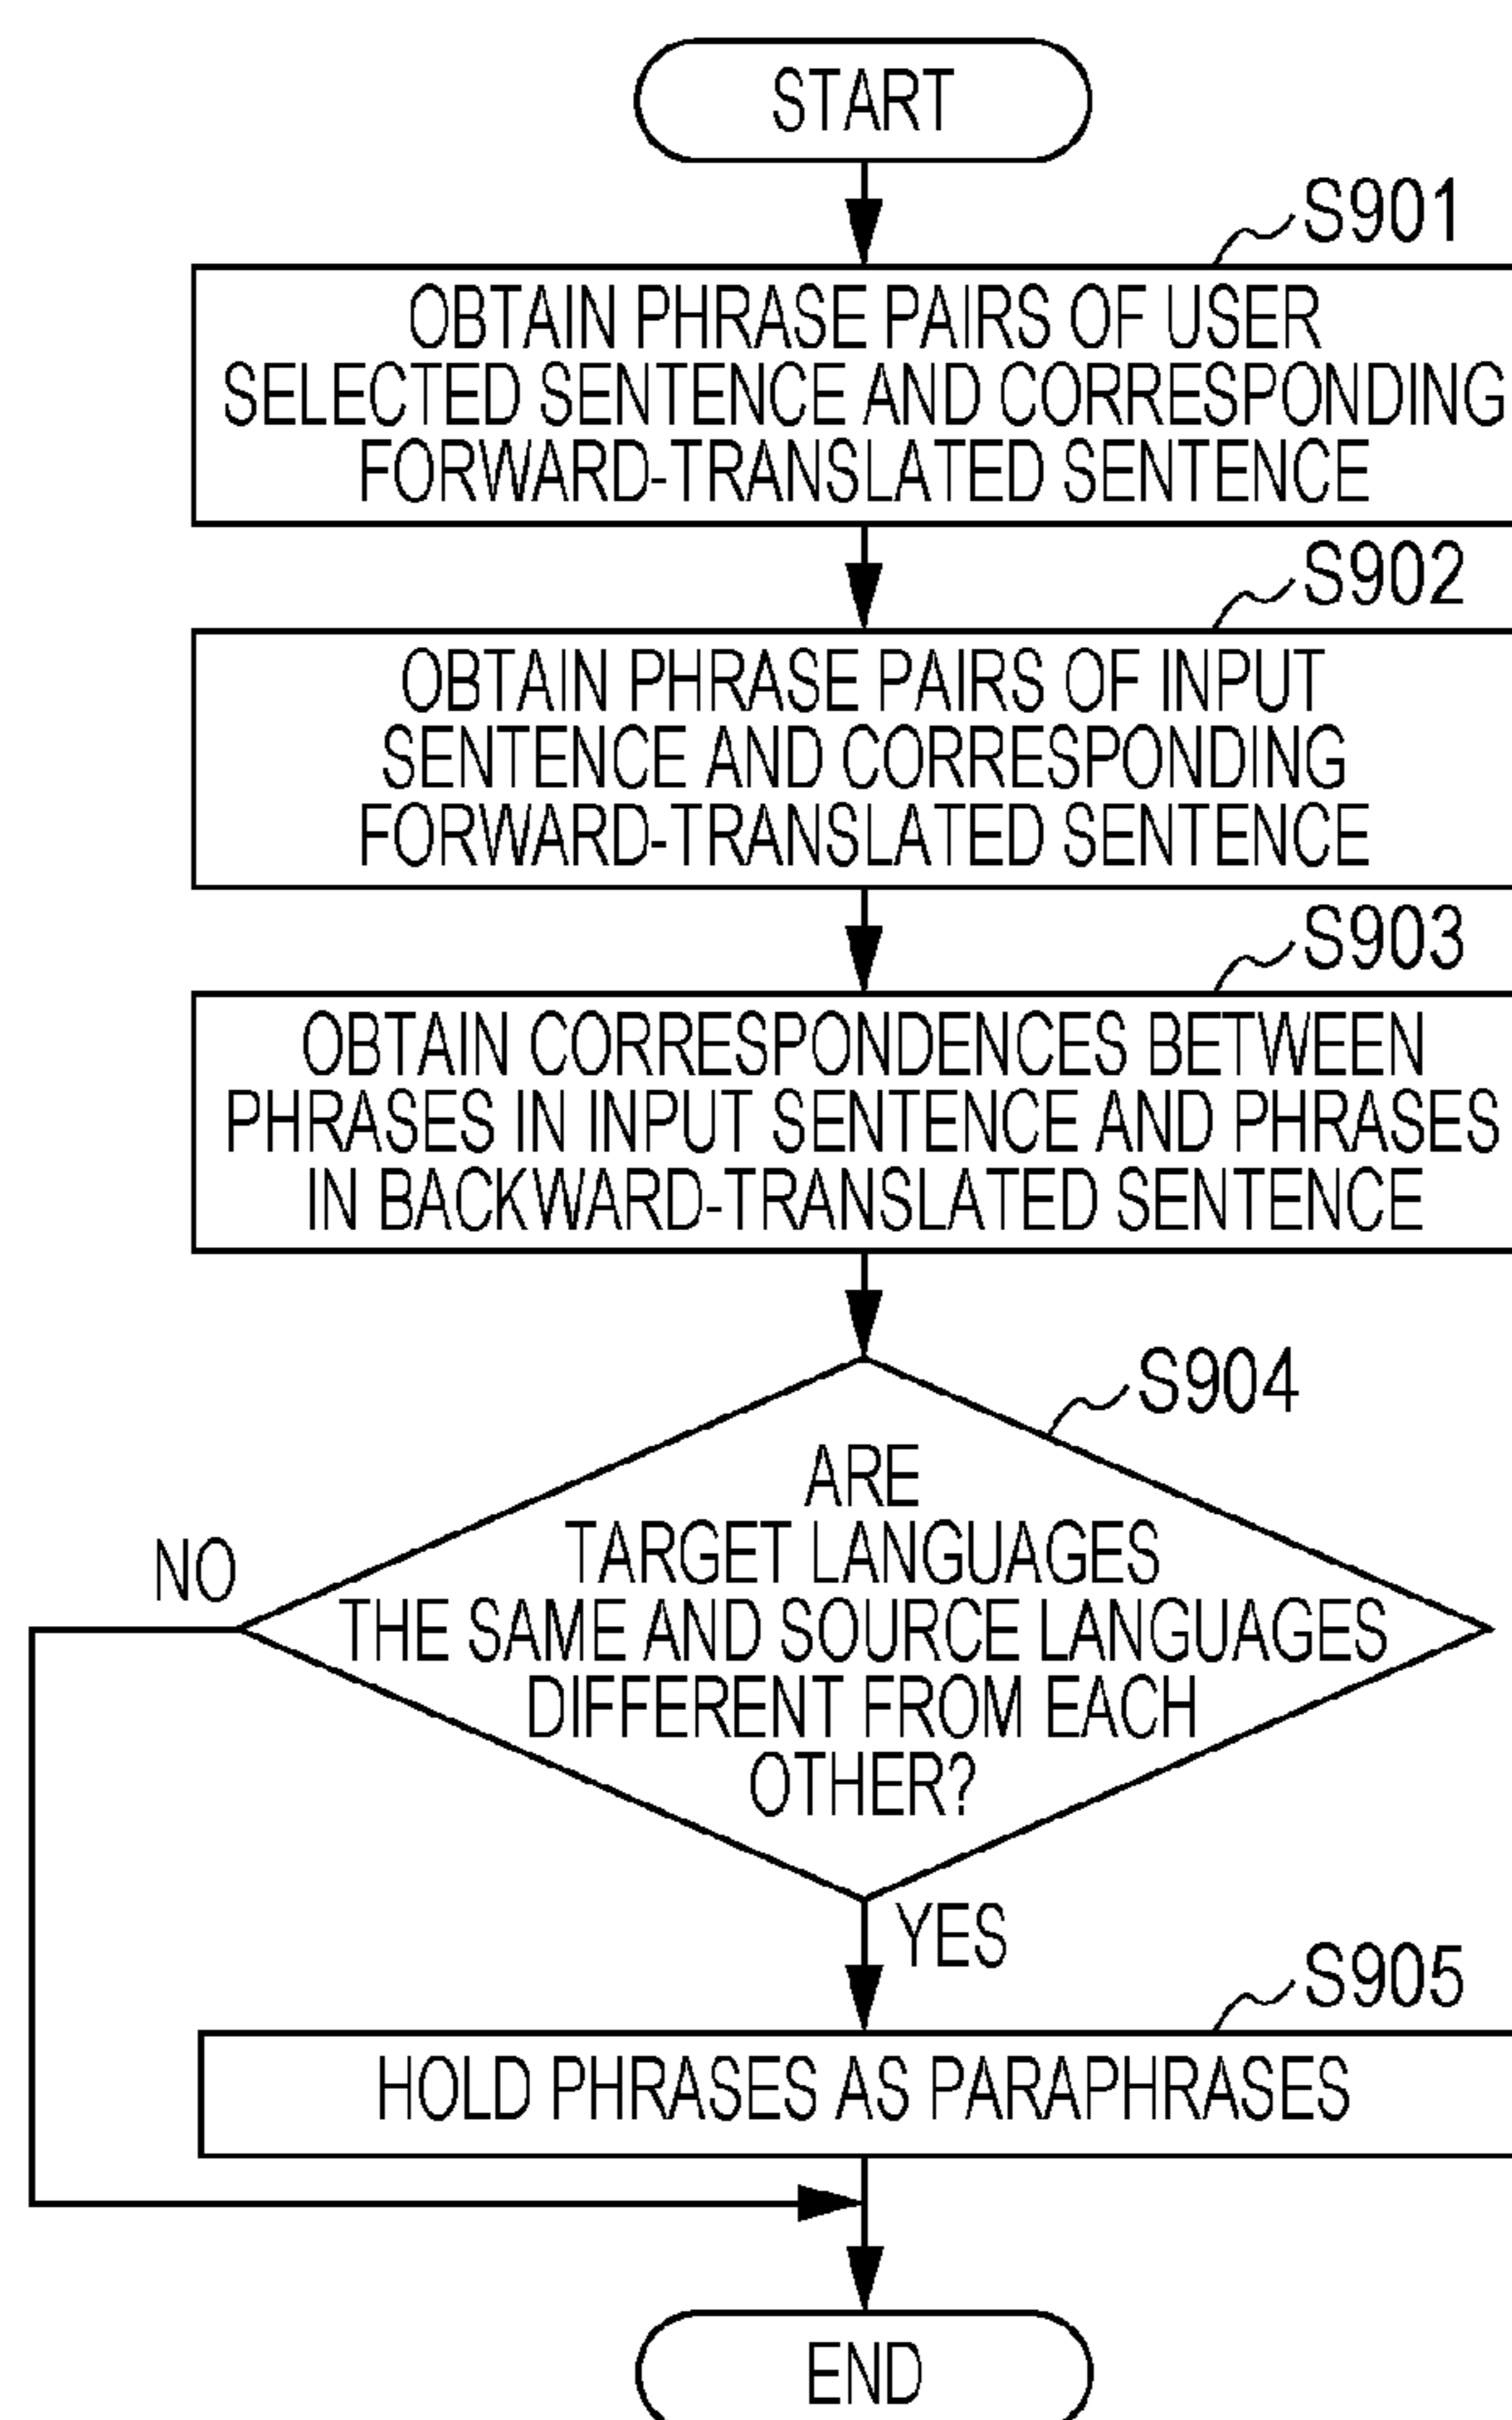 START
S901
OBTAIN PHRASE PAIRS OF USER
SELECTED SENTENCE AND CORRESPONDING
FORWARD-TRANSLATED SENTENCE
S902
OBTAIN PHRASE PAIRS OF INPUT
SENTENCE AND CORRESPONDING
FORWARD-TRANSLATED SENTENCE
S903
OBTAIN CORRESPONDENCES BETWEEN
PHRASES IN INPUT SENTENCE AND PHRASES
IN BACKWARD-TRANSLATED SENTENCE
S904
ARE
TARGET LANGUAGES
THE SAME AND SOURCE LANGUAGES
DIFFERENT FROM EACH
OTHER?
NO
YES
S905
HOLD PHRASES AS PARAPHRASES
END